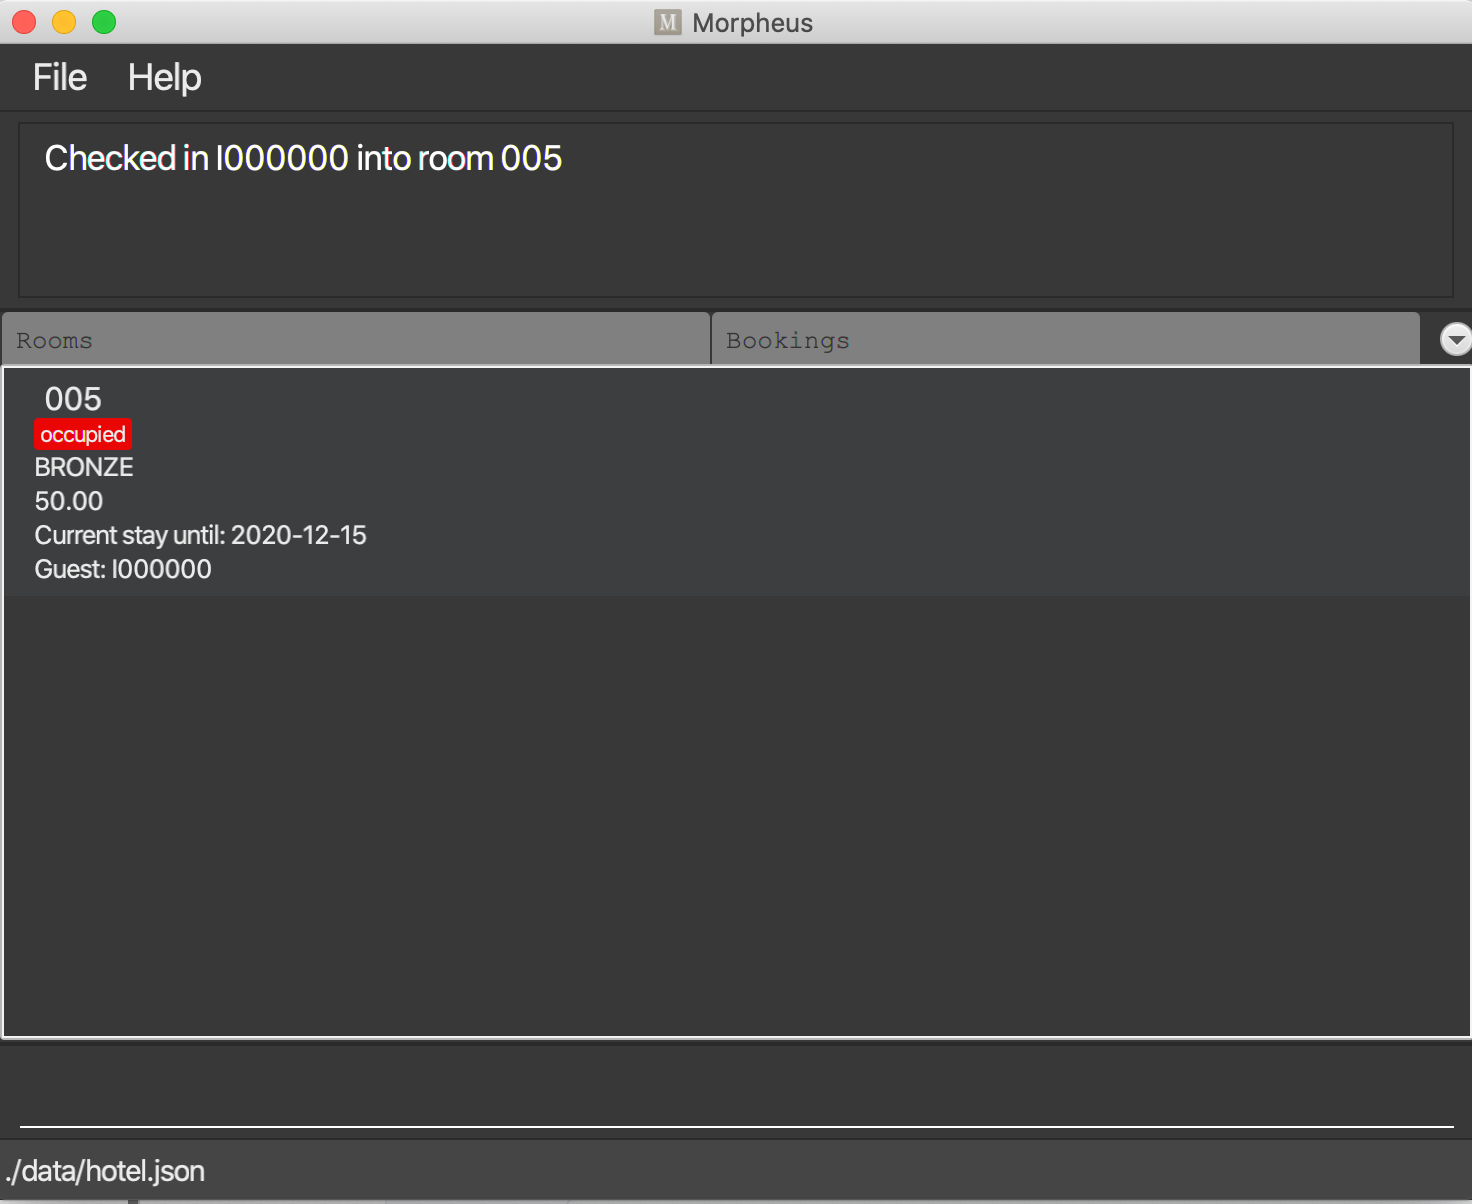 M Morpheus
File Help
Checked in I000000 into room 005
Rooms Bookings
005
occupied
BRONZE
50.00
Current stay until: 2020-12-15
Guest: I000000
./data/hotel.json